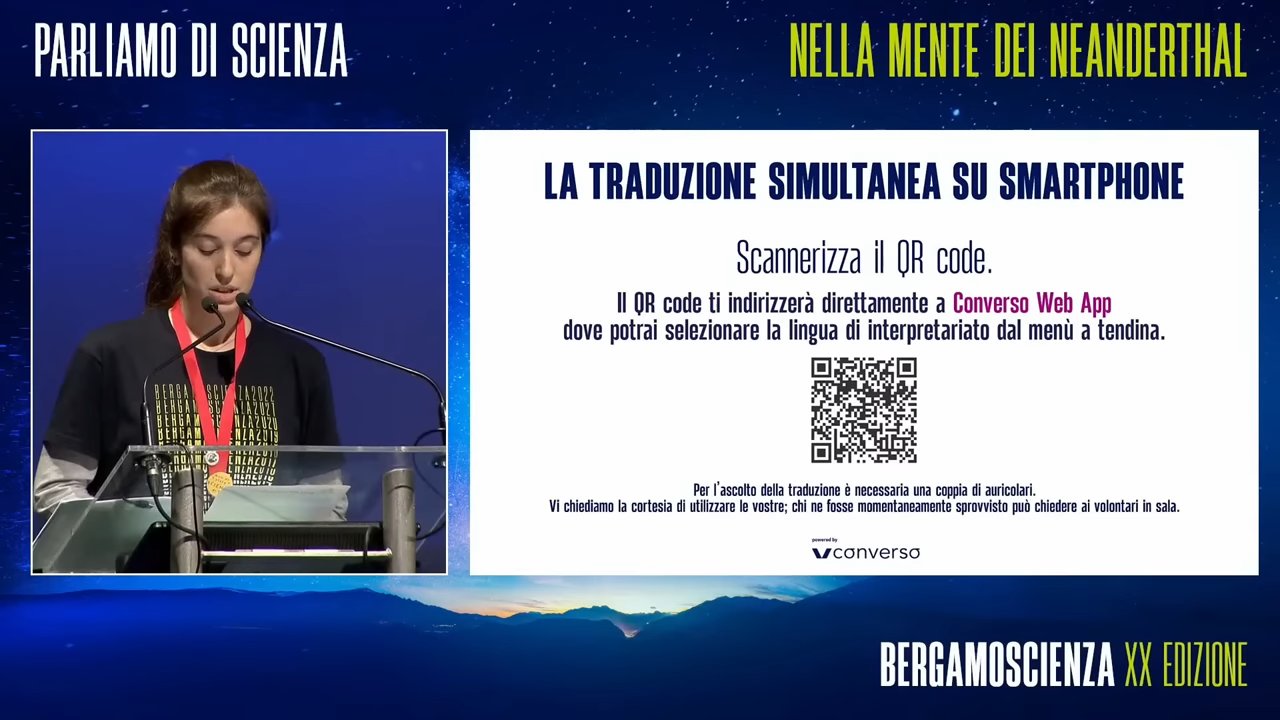 PARLIAMO DI SCIENZA
NELLA MENTE DEI NEANDERTHAL
LA TRADUZIONE SIMULTANEA SU SMARTPHONE
Scannerizza il QR code.
Il QR code ti indirizzerà direttamente a Converso Web App
dove potrai selezionare la lingua di interpretariato dal menù a tendina.
Per l'ascolto della traduzione è necessaria una coppia di auricolari.
Vi chiediamo la cortesia di utilizzare le vostre; chi ne fosse momentaneamente sprovvisto può chiedere ai volontari in sala.
powered by
converso
BERGAMOSCIENZA2022
BERGAMOSCIENZA XX EDIZIONE